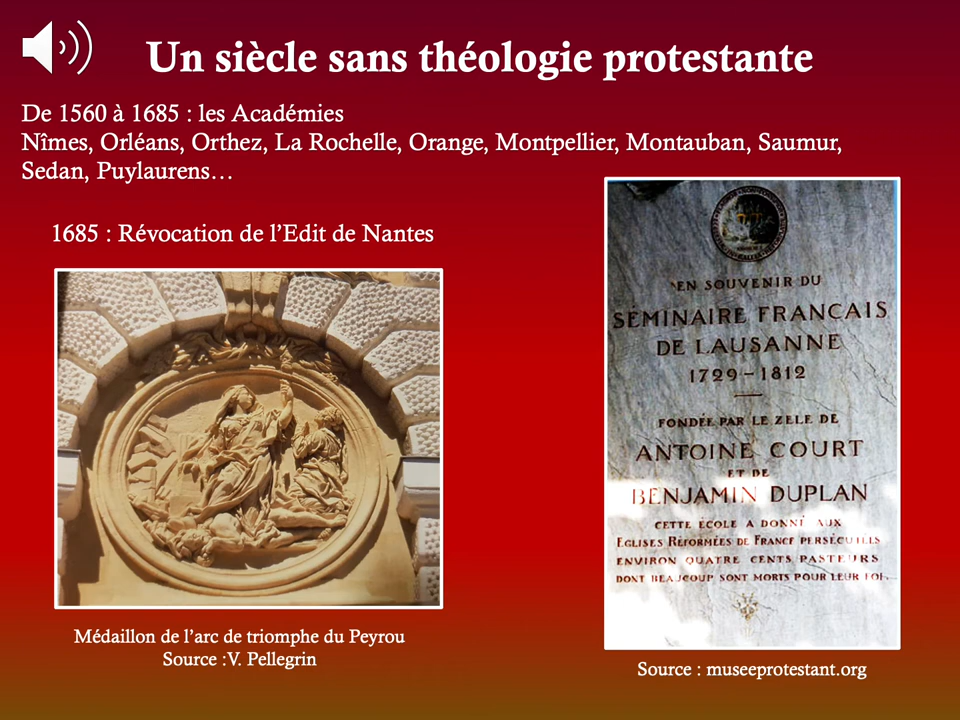 Un siècle sans théologie protestante
De 1560 à 1685 : les Académies
Nîmes, Orléans, Orthez, La Rochelle, Orange, Montpellier, Montauban, Saumur,
Sedan, Puylaurens…
1685 : Révocation de l’Edit de Nantes
EN SOUVENIR DU
SÉMINAIRE FRANÇAIS
DE LAUSANNE
1729 – 1812
FONDÉE PAR LE ZELE DE
ANTOINE COURT
ET DE
BENJAMIN DUPLAN
CETTE ÉCOLE A DONNÉ AUX
EGLISES RÉFORMÉES DE FRANCE PERSÉCUTÉES
ENVIRON QUATRE CENTS PASTEURS
DONT BEAUCOUP SONT MORTS POUR LEUR FOI.
Médaillon de l’arc de triomphe du Peyrou
Source :V. Pellegrin
Source : museeprotestant.org